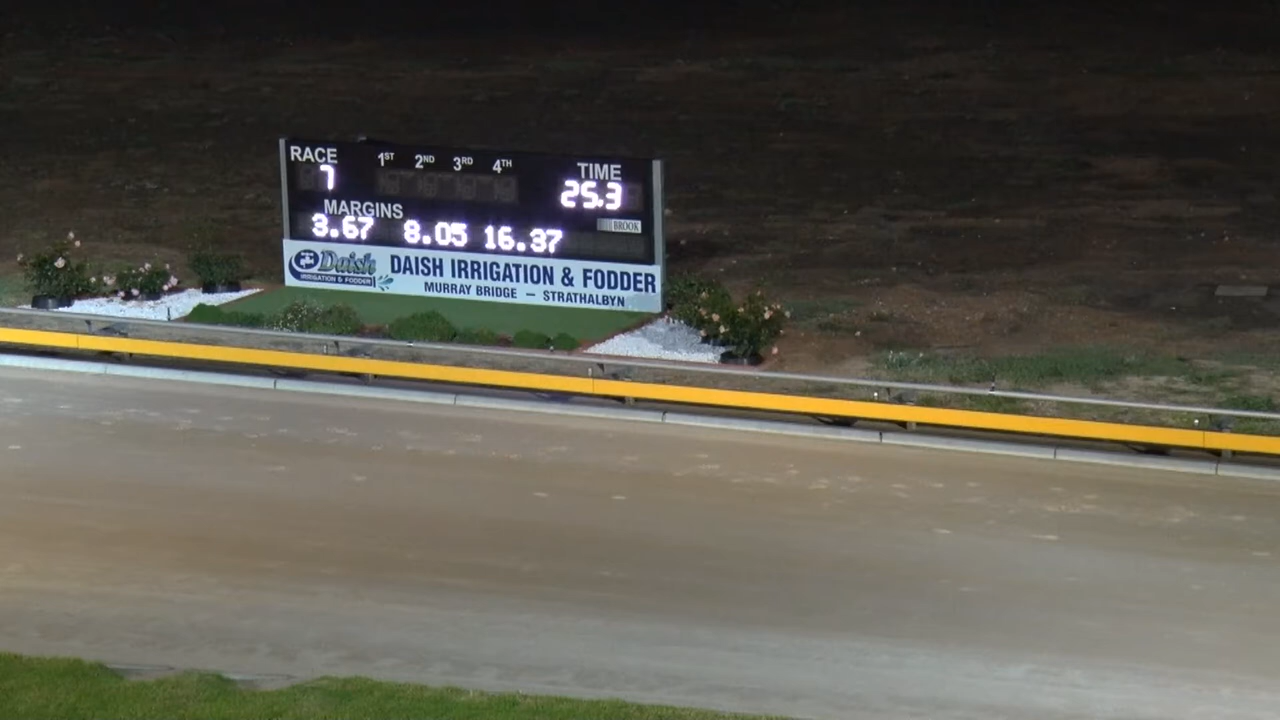 RACE 1ST 2ND 3RD 4TH TIME
7 25.3
MARGINS
3.67 8.05 16.37 BROOK
Daish DAISH IRRIGATION & FODDER
IRRIGATION & FODDER MURRAY BRIDGE — STRATHALBYN